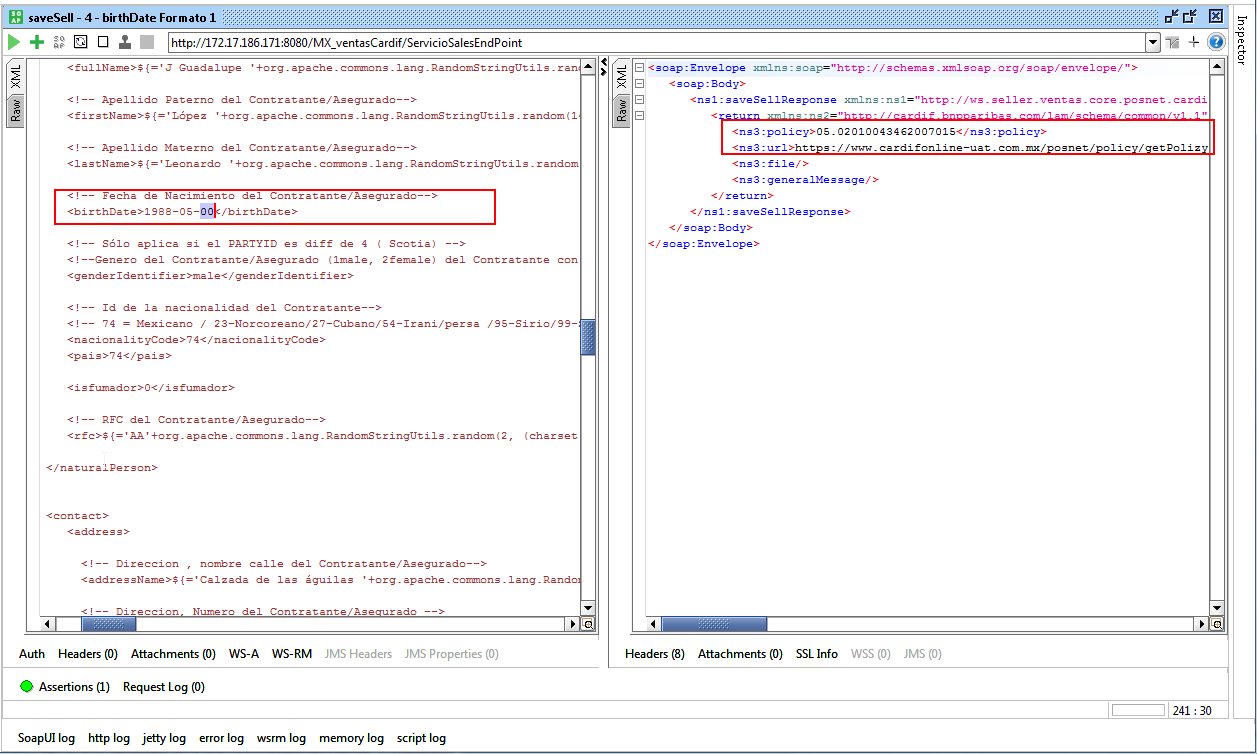 saveSell - 4 - birthDate Formato 1
http://172.17.186.171:8080/MX_ventasCardif/ServicioSalesEndPoint
Inspector
XML
Raw
<fullName>${='J Guadalupe '+org.apache.commons.lang.RandomStringUtils.rand
<!-- Apellido Paterno del Contratante/Asegurado-->
<firstName>${='López '+org.apache.commons.lang.RandomStringUtils.random(1
<!-- Apellido Materno del Contratante/Asegurado-->
<lastName>${='Leonardo '+org.apache.commons.lang.RandomStringUtils.random
<!-- Fecha de Nacimiento del Contratante/Asegurado-->
<birthDate>1988-05-00</birthDate>
<!-- Sólo aplica si el PARTYID es diff de 4 ( Scotia) -->
<!--Genero del Contratante/Asegurado (1male, 2female) del Contratante con
<genderIdentifier>male</genderIdentifier>
<!-- Id de la nacionalidad del Contratante-->
<!-- 74 = Mexicano / 23-Norcoreano/27-Cubano/54-Irani/persa /95-Sirio/99-
<nacionalityCode>74</nacionalityCode>
<pais>74</pais>
<isfumador>0</isfumador>
<!-- RFC del Contratante/Asegurado-->
<rfc>${='AA'+org.apache.commons.lang.RandomStringUtils.random(2, (charset
</naturalPerson>
<contact>
<address>
<!-- Direccion , nombre calle del Contratante/Asegurado-->
<addressName>${='Calzada de las águilas '+org.apache.commons.lang.Rando
<!-- Direccion, Numero del Contratante/Asegurado -->
XML
Raw
<soap:Envelope xmlns:soap="http://schemas.xmlsoap.org/soap/envelope/">
<soap:Body>
<ns1:saveSellResponse xmlns:ns1="http://ws.seller.ventas.core.posnet.cardi
<return xmlns:ns2="http://cardif.bnpparibas.com/lam/schema/common/v1.1"
<ns3:policy>05.02010043462007015</ns3:policy>
<ns3:url>https://www.cardifonline-uat.com.mx/posnet/policy/getPolizy
<ns3:file/>
<ns3:generalMessage/>
</return>
</ns1:saveSellResponse>
</soap:Body>
</soap:Envelope>
Auth Headers (0) Attachments (0) WS-A WS-RM JMS Headers JMS Properties (0)
Headers (8) Attachments (0) SSL Info WSS (0) JMS (0)
Assertions (1) Request Log (0)
241 : 30
SoapUI log http log jetty log error log wsrm log memory log script log